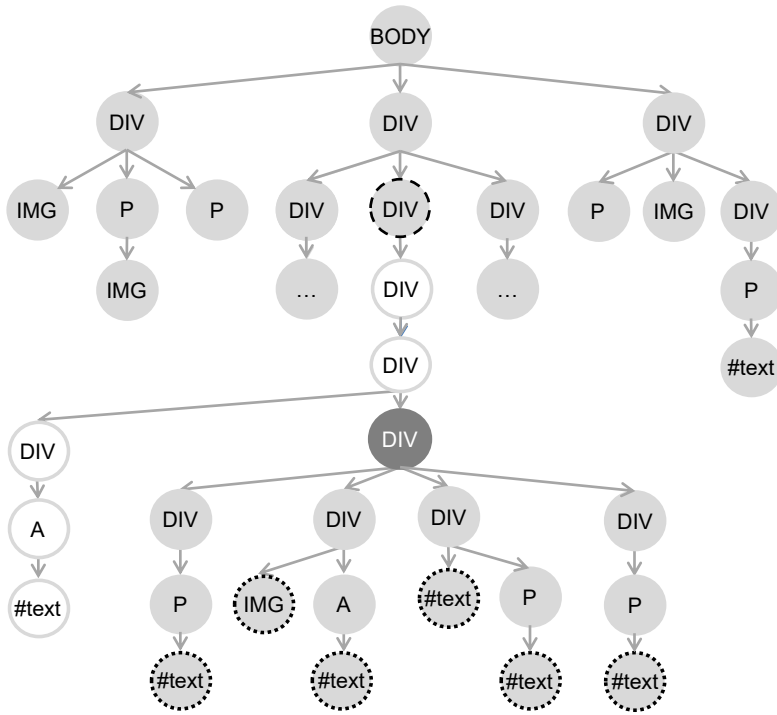 BODY
DIV DIV DIV
IMG P P DIV DIV DIV P IMG DIV
IMG … DIV … P
DIV #text
DIV DIV
A DIV DIV DIV DIV
#text P IMG A #text P P
#text #text #text #text